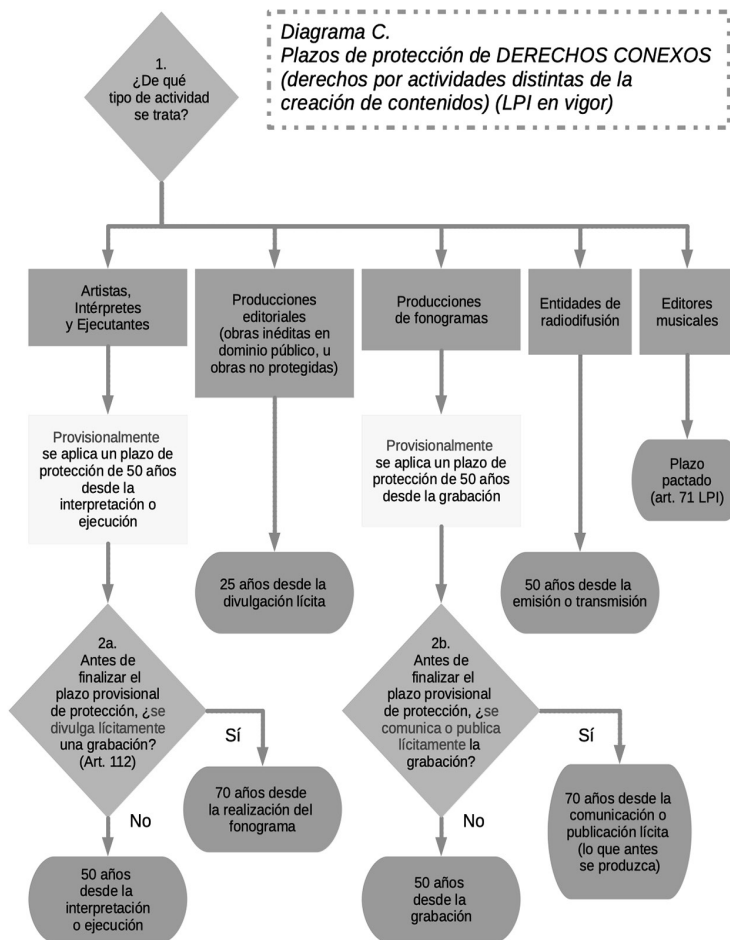 Diagrama C.
Plazos de protección de DERECHOS CONEXOS
(derechos por actividades distintas de la
creación de contenidos) (LPI en vigor)
1.
¿De qué
tipo de actividad
se trata?
Artistas,
Intérpretes
y Ejecutantes
Producciones
editoriales
(obras inéditas en
dominio público, u
obras no protegidas)
Producciones
de fonogramas
Entidades de
radiodifusión
Editores
musicales
Provisionalmente
se aplica un plazo de
protección de 50 años
desde la
interpretación o
ejecución
Provisionalmente
se aplica un plazo de
protección de 50 años
desde la grabación
Plazo
pactado
(art. 71 LPI)
25 años desde la
divulgación lícita
50 años desde la
emisión o transmisión
2a.
Antes de
finalizar el
plazo provisional
de protección, ¿se
divulga lícitamente
una grabación?
(Art. 112)
Sí
70 años desde
la realización del
fonograma
No
50 años
desde la
interpretación
o ejecución
2b.
Antes de
finalizar el
plazo provisional
de protección, ¿se
comunica o publica
lícitamente la
grabación?
Sí
70 años desde la
comunicación o
publicación lícita
(lo que antes
se produzca)
No
50 años
desde la
grabación